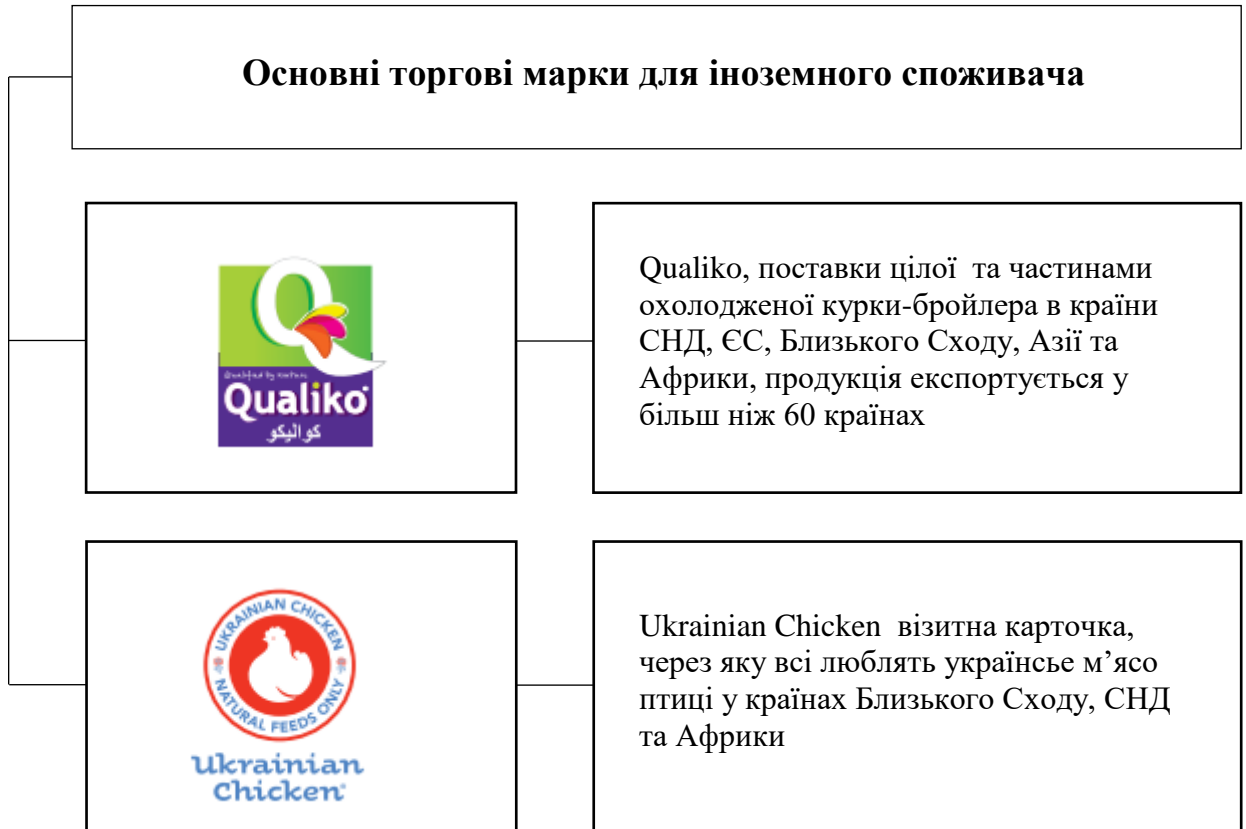 Основні торгові марки для іноземного споживача
Qualified by nature
Qualiko
كواليكو
Qualiko, поставки цілої та частинами
охолодженої курки-бройлера в країни
СНД, ЄС, Близького Сходу, Азії та
Африки, продукція експортується у
більш ніж 60 країнах
UKRAINIAN CHICKEN
NATURAL FEEDS ONLY
Ukrainian
Chicken
Ukrainian Chicken візитна карточка,
через яку всі люблять українсье м’ясо
птиці у країнах Близького Сходу, СНД
та Африки